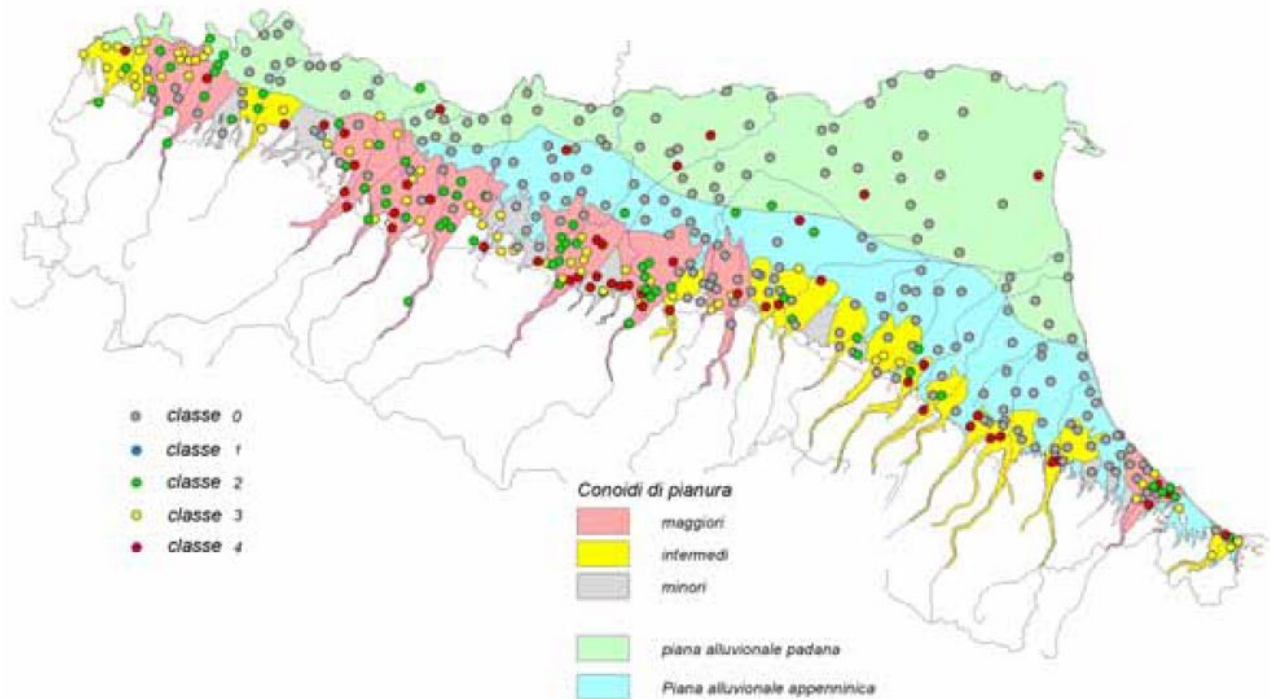 classe 0
classe 1
classe 2
classe 3
classe 4
Conoidi di pianura
maggiori
intermedi
minori
piana alluvionale padana
Piana alluvionale appenninica